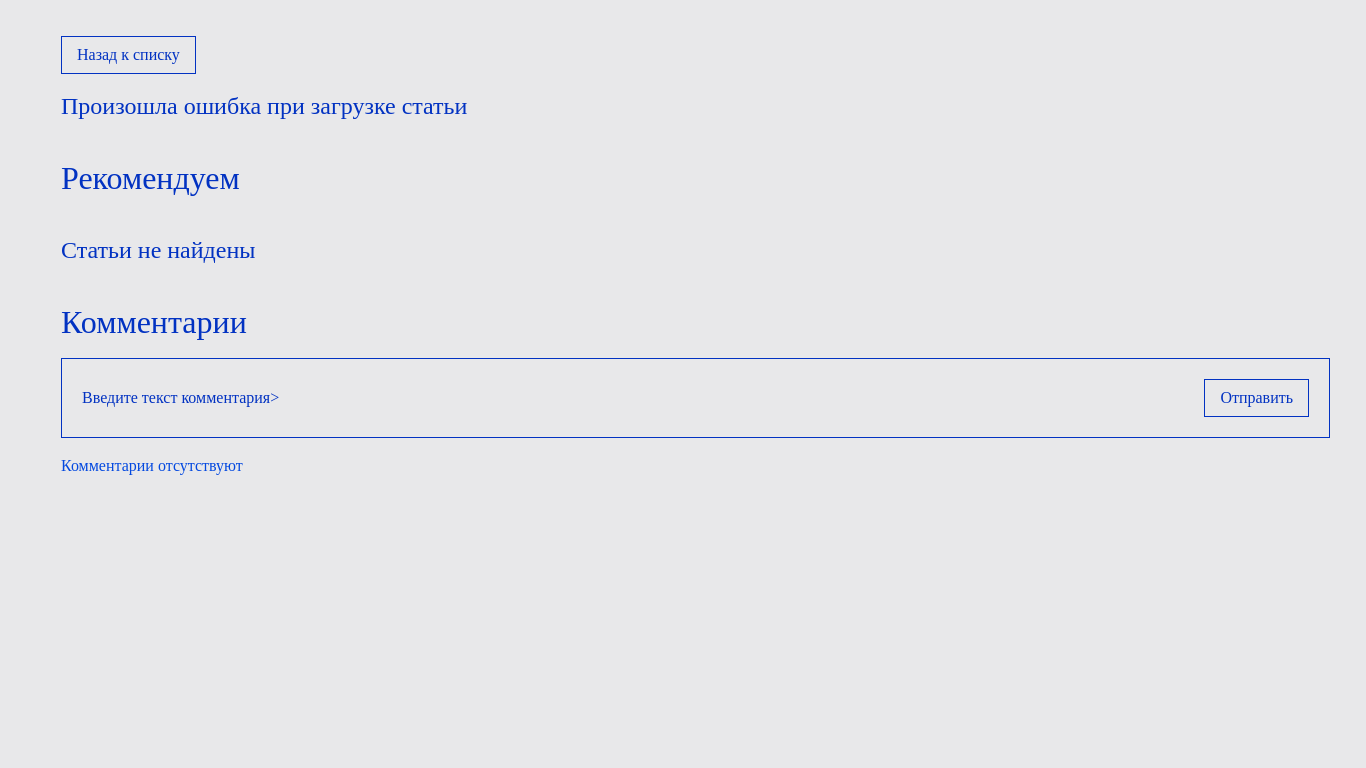 Назад к списку
Произошла ошибка при загрузке статьи
Рекомендуем
Статьи не найдены
Комментарии
Введите текст комментария>
Отправить
Комментарии отсутствуют